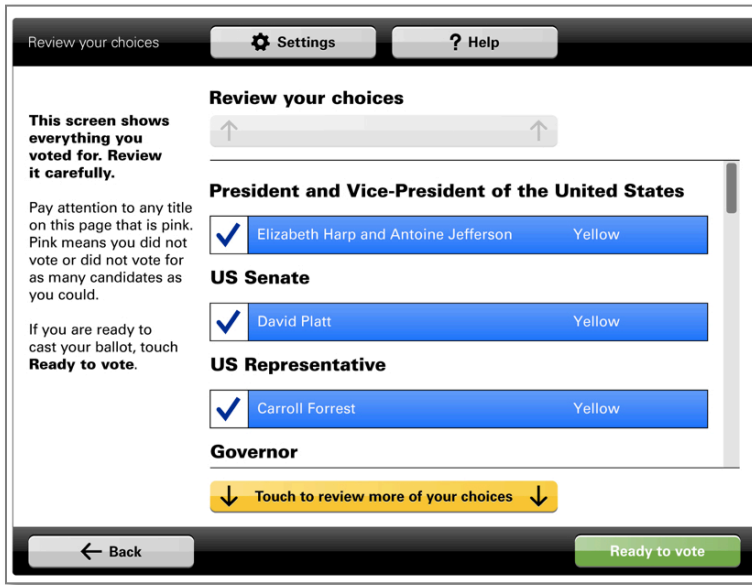 Review your choices
Settings
? Help
This screen shows
everything you
voted for. Review
it carefully.
Pay attention to any title
on this page that is pink.
Pink means you did not
vote or did not vote for
as many candidates as
you could.
If you are ready to
cast your ballot, touch
Ready to vote.
Review your choices
President and Vice-President of the United States
Elizabeth Harp and Antoine Jefferson Yellow
US Senate
David Platt Yellow
US Representative
Carroll Forrest Yellow
Governor
Touch to review more of your choices
Back
Ready to vote